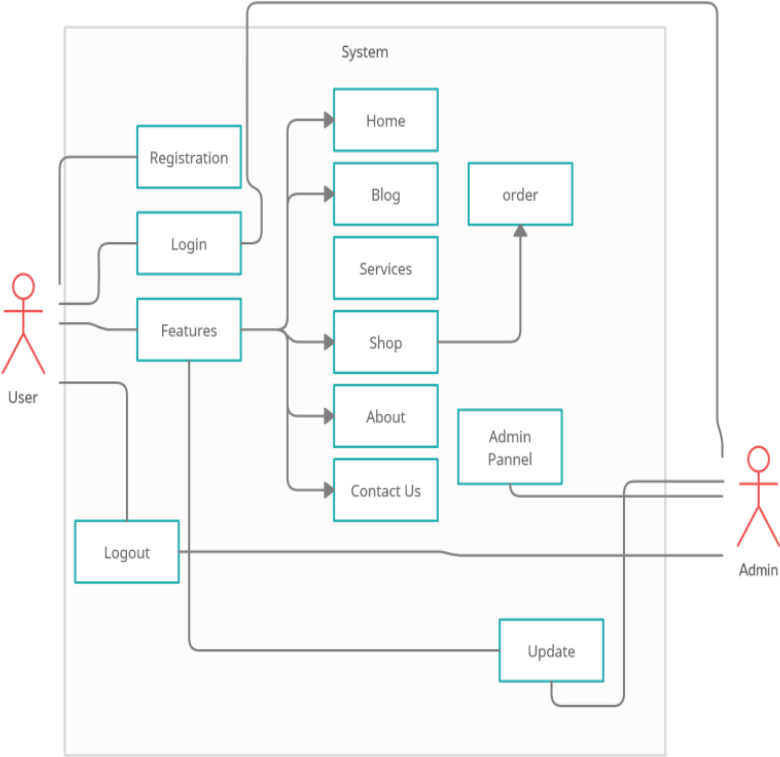 System
Home
Registration
Blog
order
Login
Services
Features
Shop
User
About
Admin
Pannel
Contact Us
Logout
Admin
Update